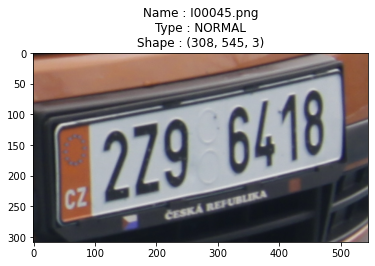 Name : I00045.png
Type : NORMAL
Shape : (308, 545, 3)
0
50
100
150
200
250
300
CZ
2Z9 6418
ČESKÁ REPUBLIKA
0
100
200
300
400
500